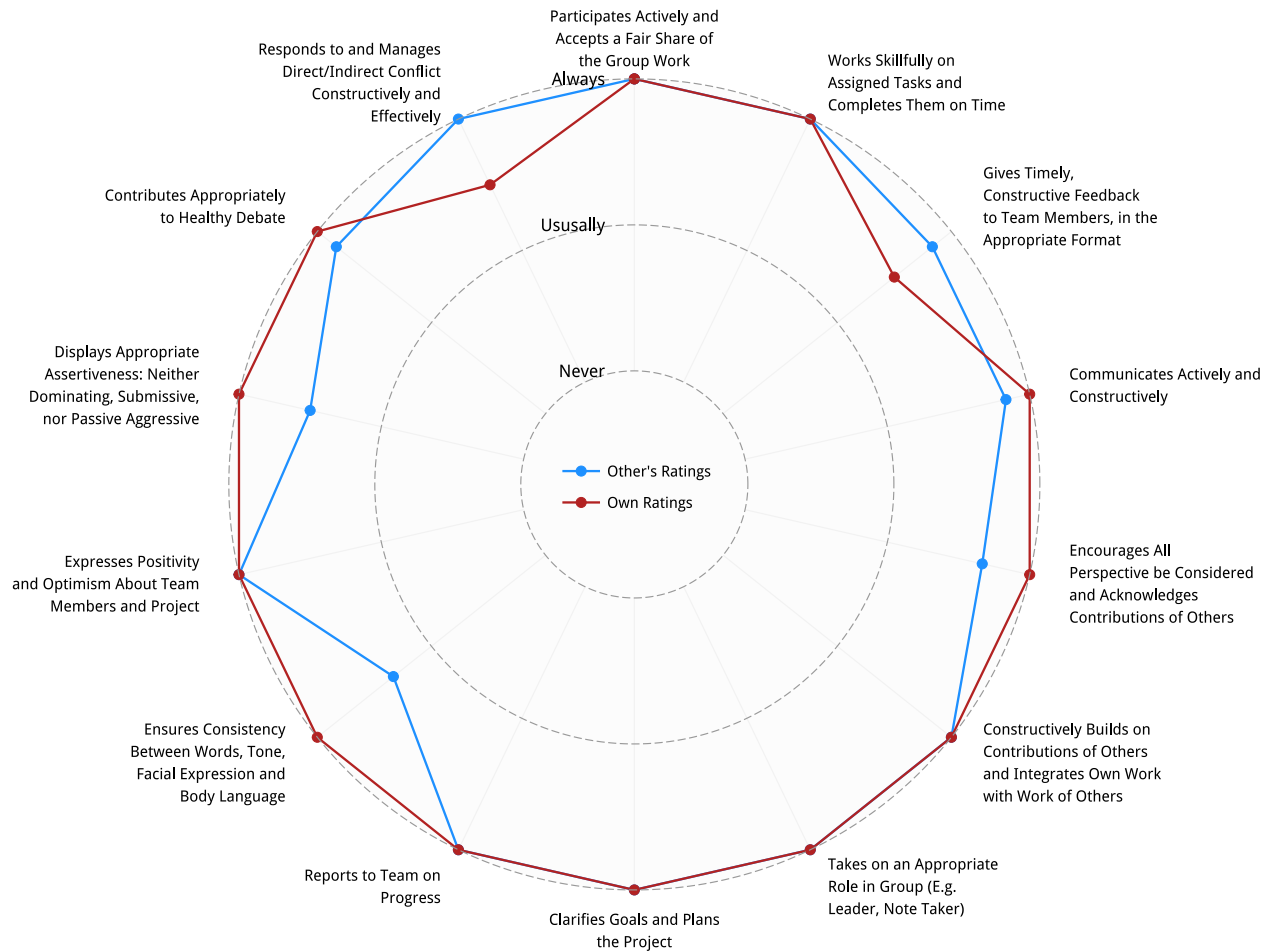 Participates Actively and
Accepts a Fair Share of
the Group Work
Works Skillfully on
Assigned Tasks and
Completes Them on Time
Gives Timely,
Constructive Feedback
to Team Members, in the
Appropriate Format
Communicates Actively and
Constructively
Encourages All
Perspective be Considered
and Acknowledges
Contributions of Others
Constructively Builds on
Contributions of Others
and Integrates Own Work
with Work of Others
Takes on an Appropriate
Role in Group (E.g.
Leader, Note Taker)
Clarifies Goals and Plans
the Project
Reports to Team on
Progress
Ensures Consistency
Between Words, Tone,
Facial Expression and
Body Language
Expresses Positivity
and Optimism About Team
Members and Project
Displays Appropriate
Assertiveness: Neither
Dominating, Submissive,
nor Passive Aggressive
Contributes Appropriately
to Healthy Debate
Responds to and Manages
Direct/Indirect Conflict
Constructively and
Effectively
Always
Ususally
Never
Other's Ratings
Own Ratings